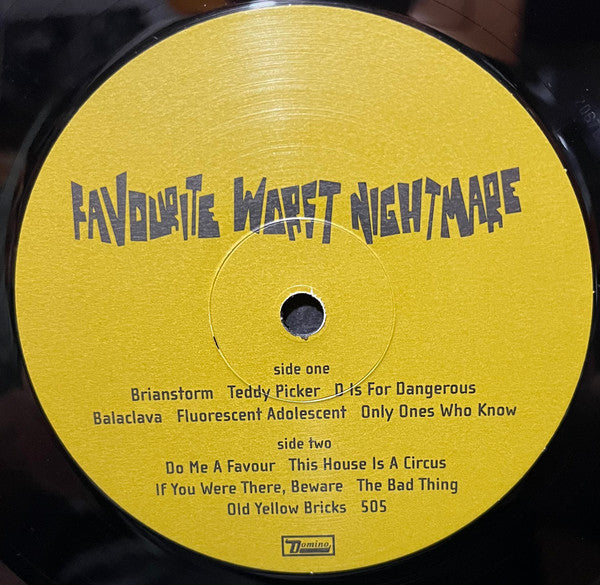 FAVOURITE WORST NIGHTMARE
side one
Brianstorm Teddy Picker D Is For Dangerous
Balaclava Fluorescent Adolescent Only Ones Who Know
side two
Do Me A Favour This House Is A Circus
If You Were There, Beware The Bad Thing
Old Yellow Bricks 505
Domino